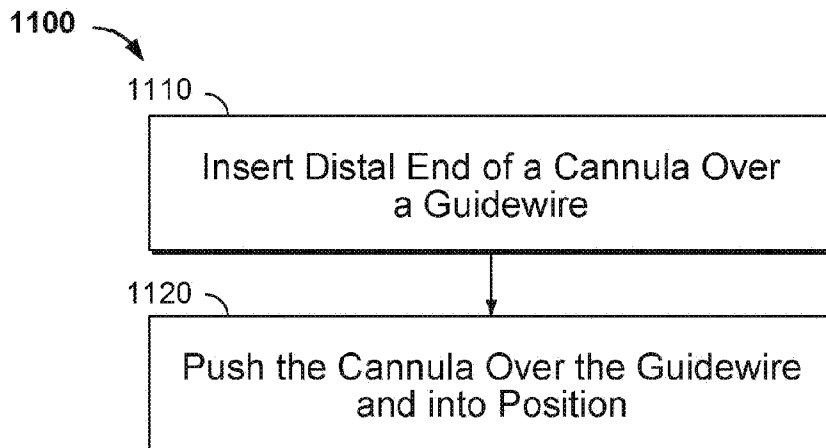 1100
1110
Insert Distal End of a Cannula Over
a Guidewire
1120
Push the Cannula Over the Guidewire
and into Position